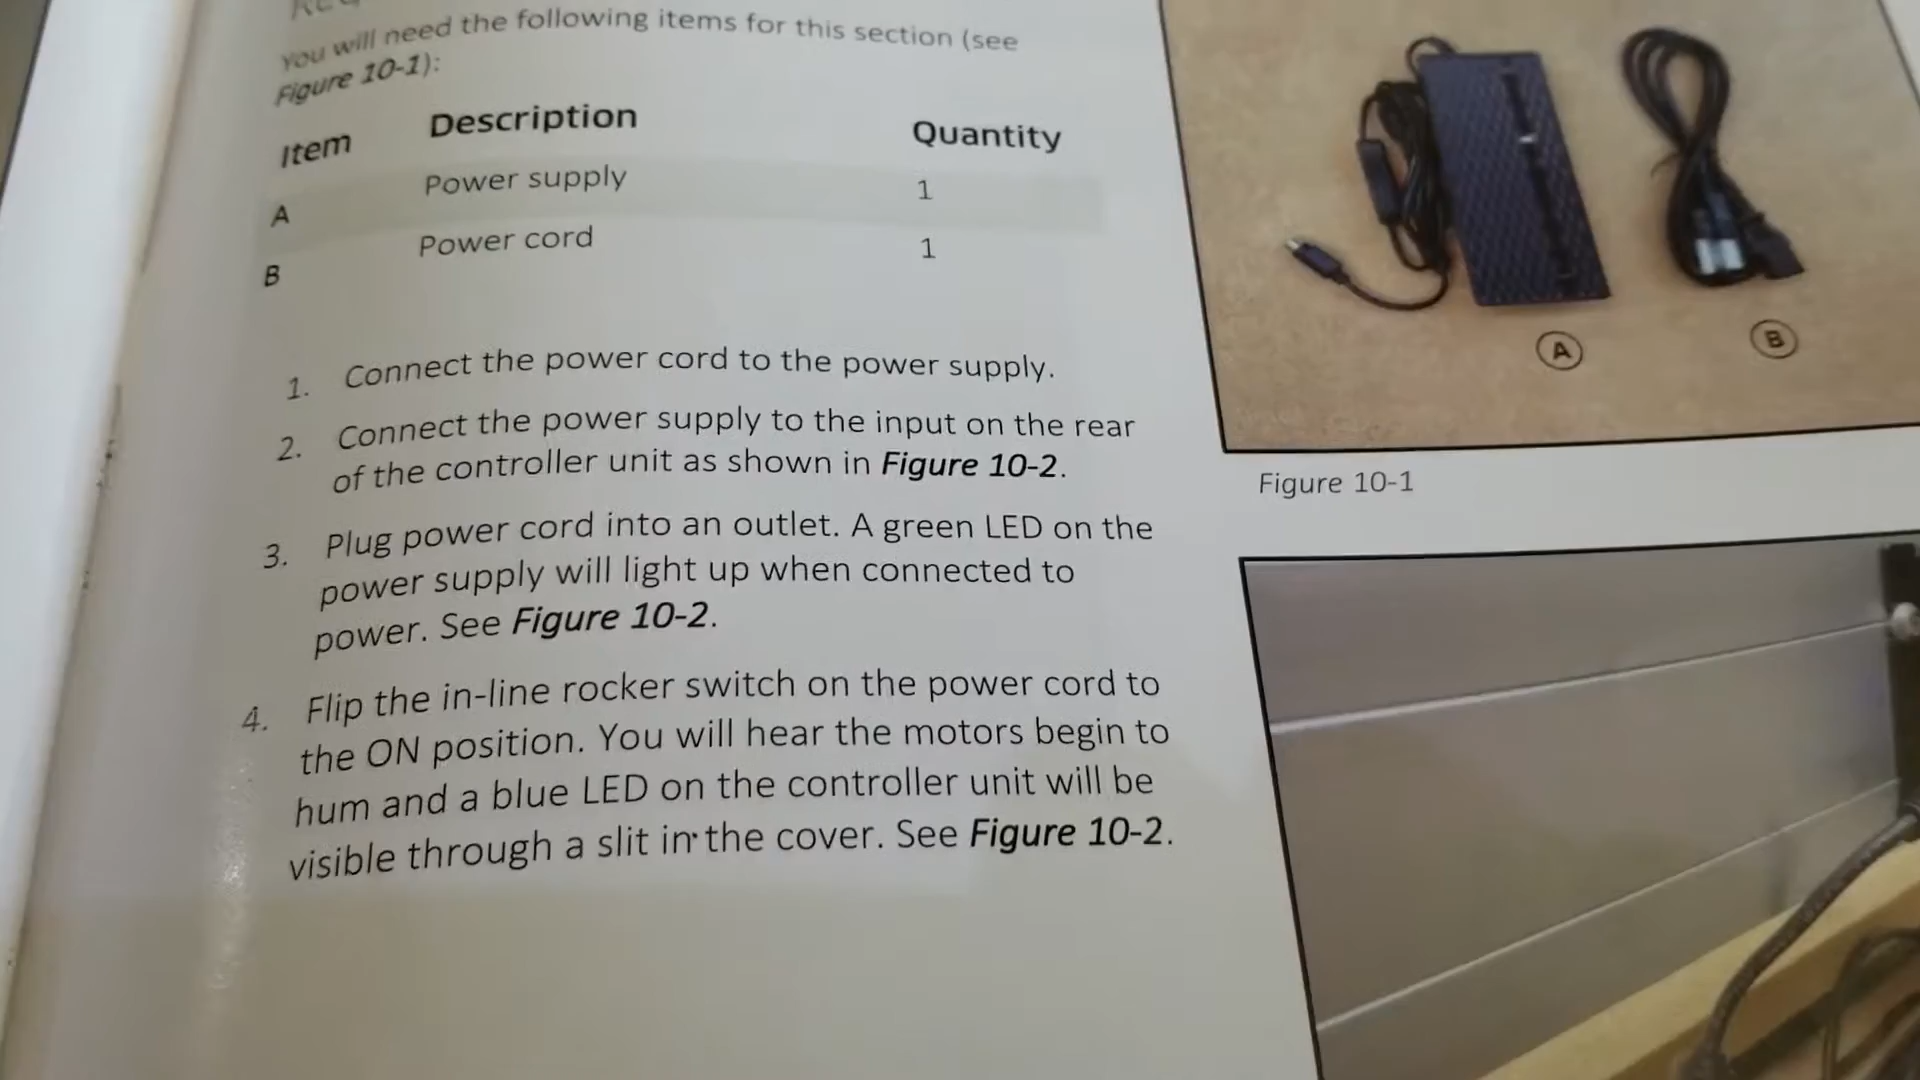 You will need the following items for this section (see
Figure 10-1):
Item Description Quantity
A Power supply 1
B Power cord 1
1. Connect the power cord to the power supply.
2. Connect the power supply to the input on the rear
of the controller unit as shown in Figure 10-2.
3. Plug power cord into an outlet. A green LED on the
power supply will light up when connected to
power. See Figure 10-2.
4. Flip the in-line rocker switch on the power cord to
the ON position. You will hear the motors begin to
hum and a blue LED on the controller unit will be
visible through a slit in the cover. See Figure 10-2.
A B
Figure 10-1